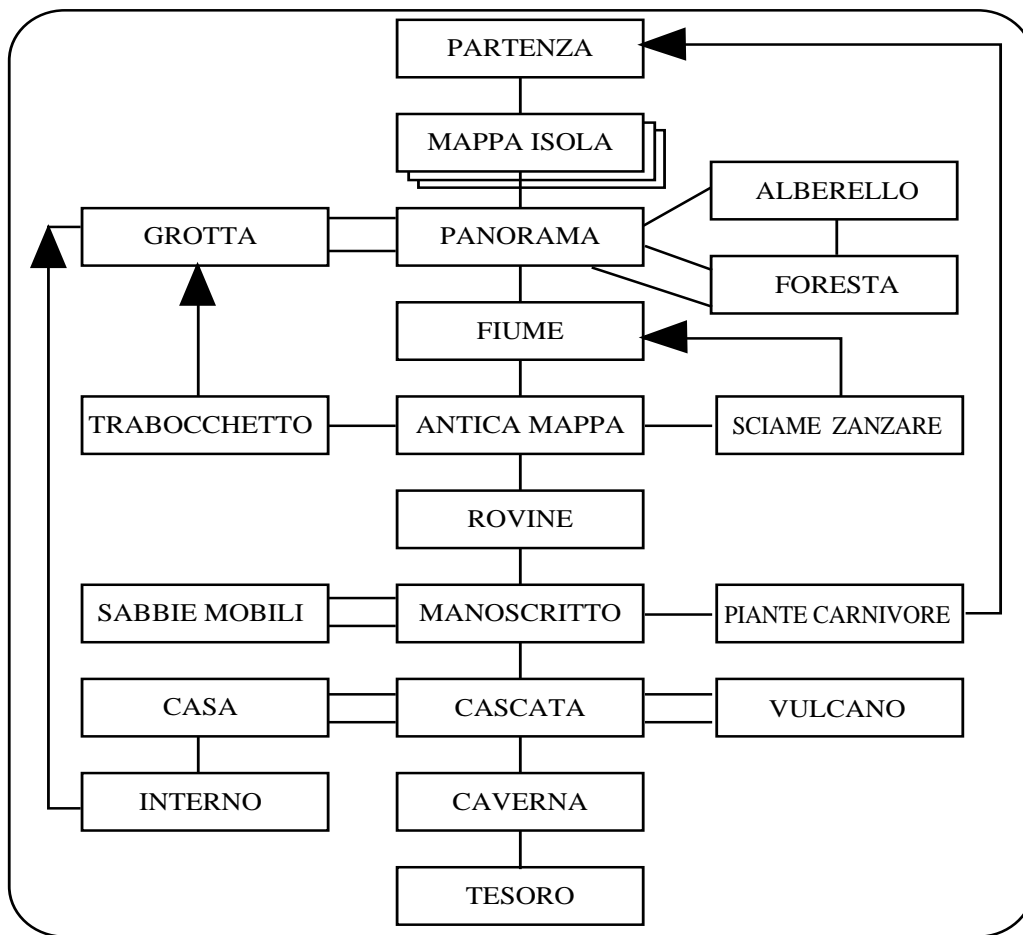 PARTENZA
MAPPA ISOLA
ALBERELLO
GROTTA
PANORAMA
FORESTA
FIUME
TRABOCCHETTO
ANTICA MAPPA
SCIAME ZANZARE
ROVINE
SABBIE MOBILI
MANOSCRITTO
PIANTE CARNIVORE
CASA
CASCATA
VULCANO
INTERNO
CAVERNA
TESORO